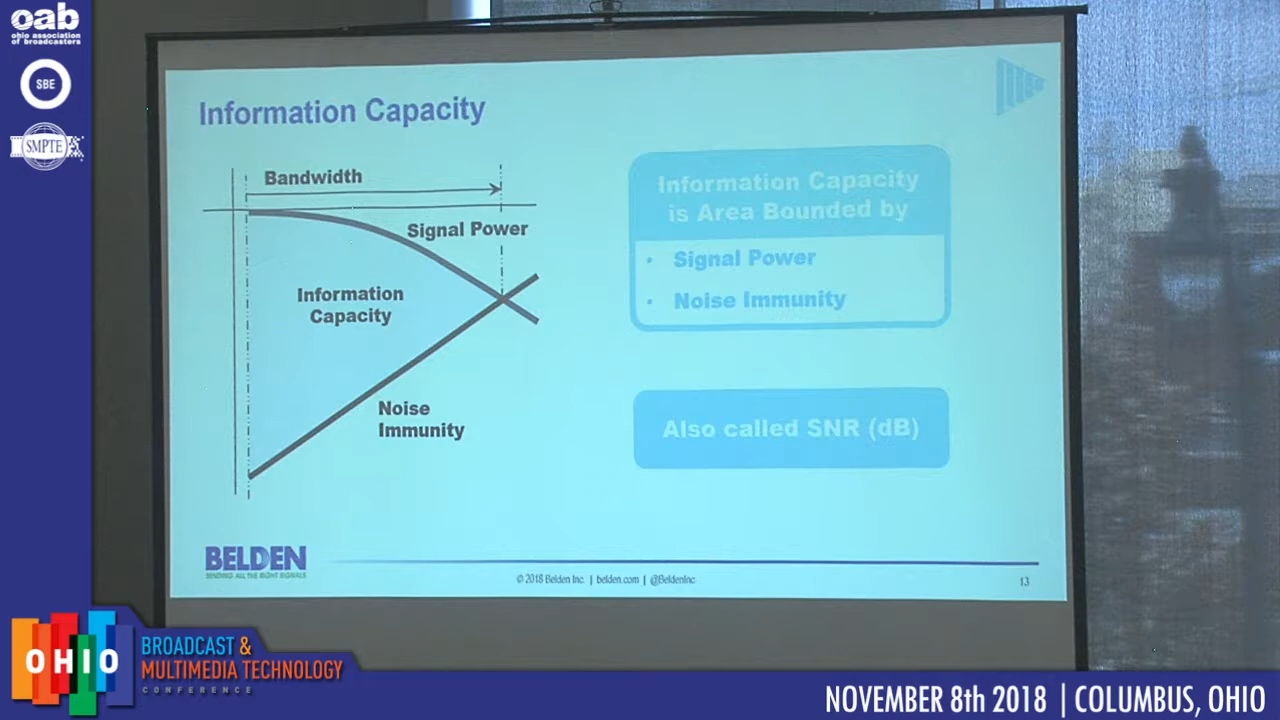 oab
ohio association
of broadcasters
SBE
SMPTE
Information Capacity
Bandwidth
Signal Power
Information
Capacity
Noise
Immunity
Information Capacity
is Area Bounded by
• Signal Power
• Noise Immunity
Also called SNR (dB)
BELDEN
SENDING ALL THE RIGHT SIGNALS
© 2018 Belden Inc. | belden.com | @BeldenInc
13
OHIO
BROADCAST &
MULTIMEDIA TECHNOLOGY
CONFERENCE
NOVEMBER 8th 2018 | COLUMBUS, OHIO